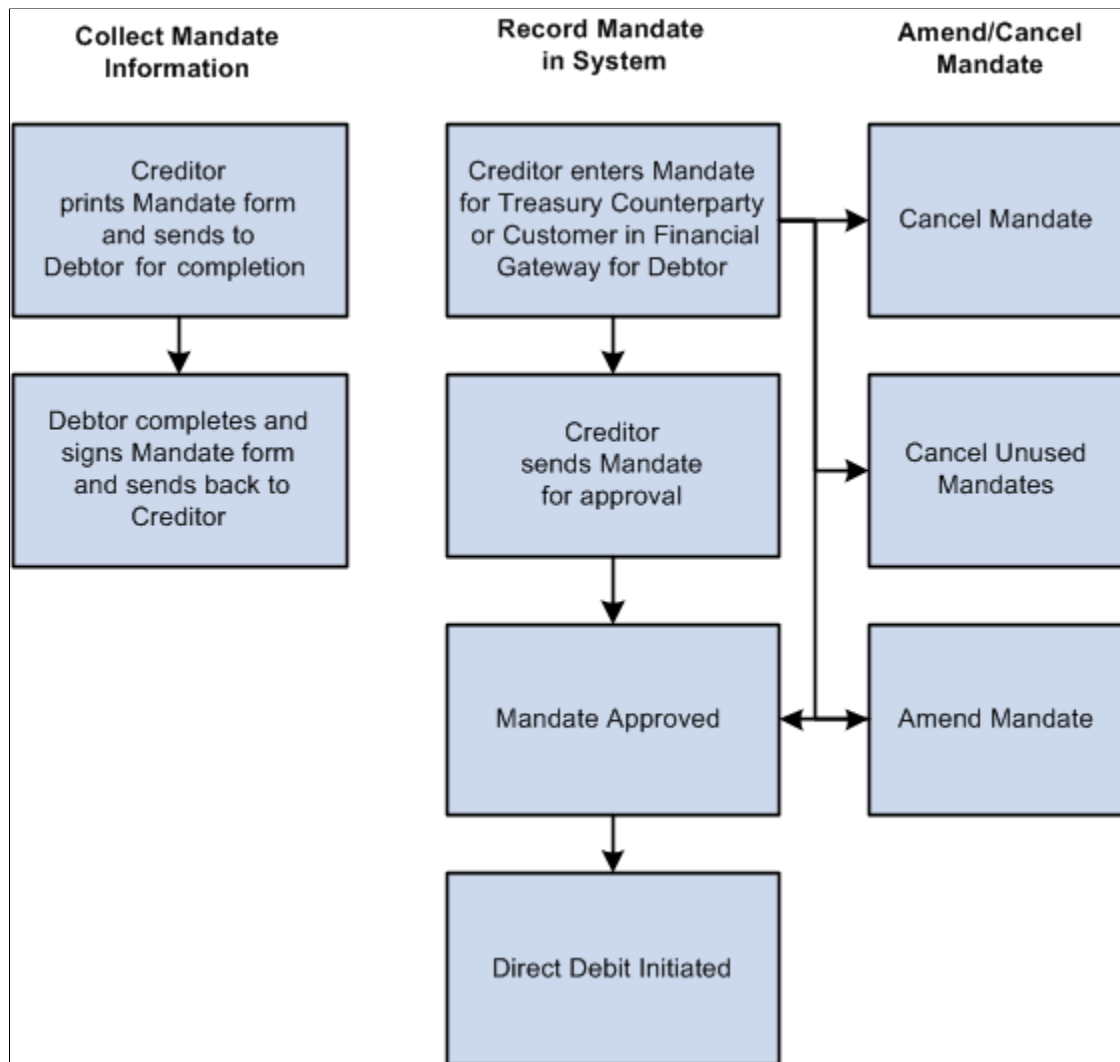 Collect Mandate
Information
Record Mandate
in System
Amend/Cancel
Mandate
Creditor
prints Mandate form
and sends to
Debtor for completion
Creditor enters Mandate
for Treasury Counterparty
or Customer in Financial
Gateway for Debtor
Cancel Mandate
Debtor completes and
signs Mandate form
and sends back to
Creditor
Creditor
sends Mandate
for approval
Cancel Unused
Mandates
Mandate Approved
Amend Mandate
Direct Debit Initiated